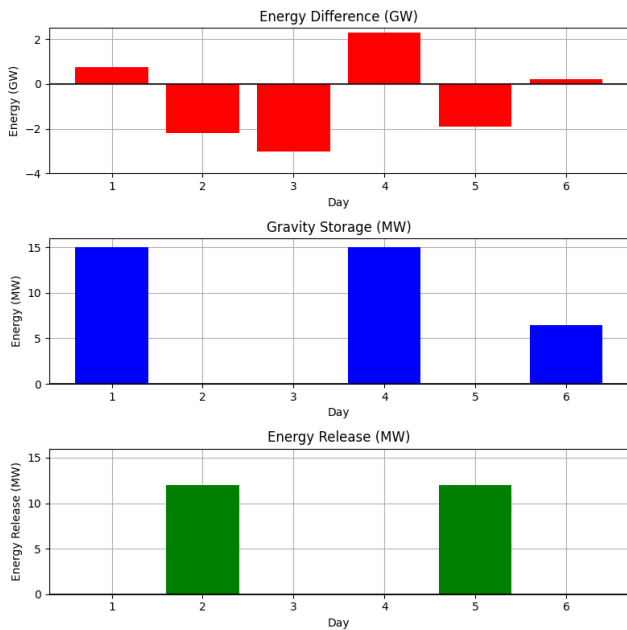 Energy Difference (GW)
Energy (GW)
2
0
−2
−4
1 2 3 4 5 6
Day
Gravity Storage (MW)
Energy (MW)
15
10
5
0
1 2 3 4 5 6
Day
Energy Release (MW)
Energy Release (MW)
15
10
5
0
1 2 3 4 5 6
Day